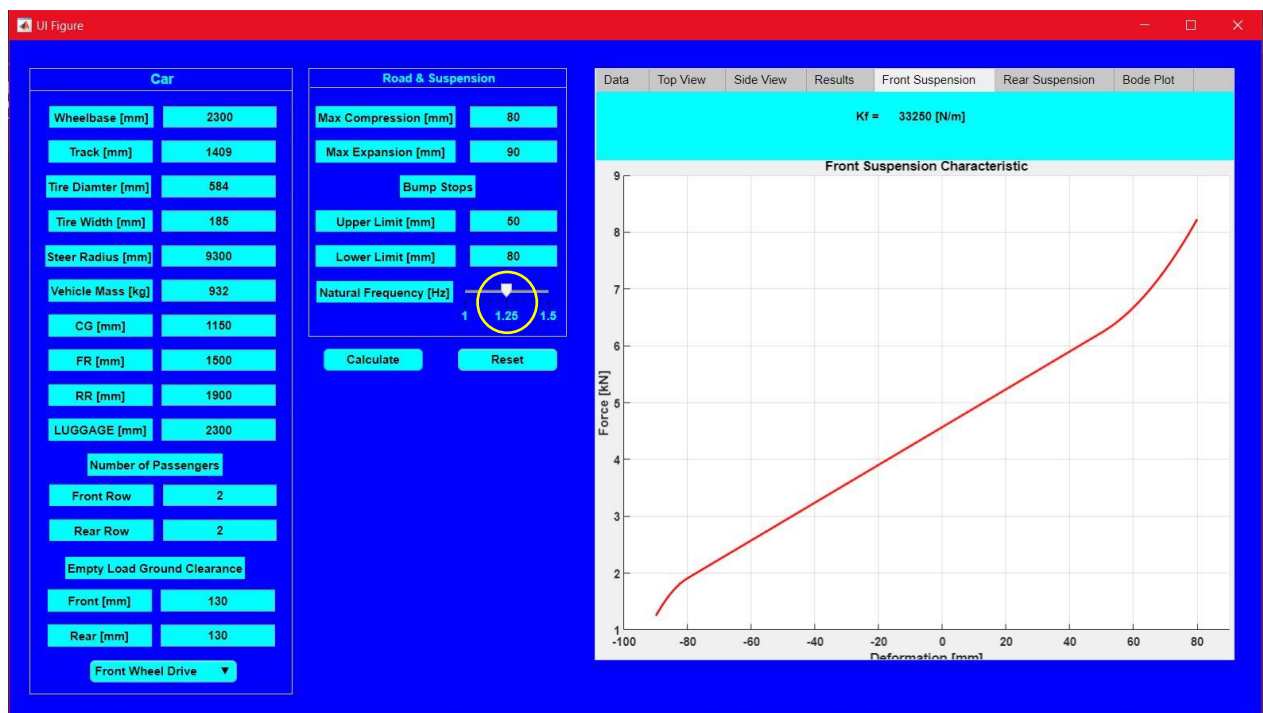 UI Figure
Car
Wheelbase [mm] 2300
Track [mm] 1409
Tire Diamter [mm] 584
Tire Width [mm] 185
Steer Radius [mm] 9300
Vehicle Mass [kg] 932
CG [mm] 1150
FR [mm] 1500
RR [mm] 1900
LUGGAGE [mm] 2300
Number of Passengers
Front Row 2
Rear Row 2
Empty Load Ground Clearance
Front [mm] 130
Rear [mm] 130
Front Wheel Drive
Road & Suspension
Max Compression [mm] 80
Max Expansion [mm] 90
Bump Stops
Upper Limit [mm] 50
Lower Limit [mm] 80
Natural Frequency [Hz]
1 1.25 1.5
Calculate Reset
Data Top View Side View Results Front Suspension Rear Suspension Bode Plot
Kf = 33250 [N/m]
Front Suspension Characteristic
9
8
7
6
5
4
3
2
1
Force [kN]
-100 -80 -60 -40 -20 0 20 40 60 80
Deformation [mm]